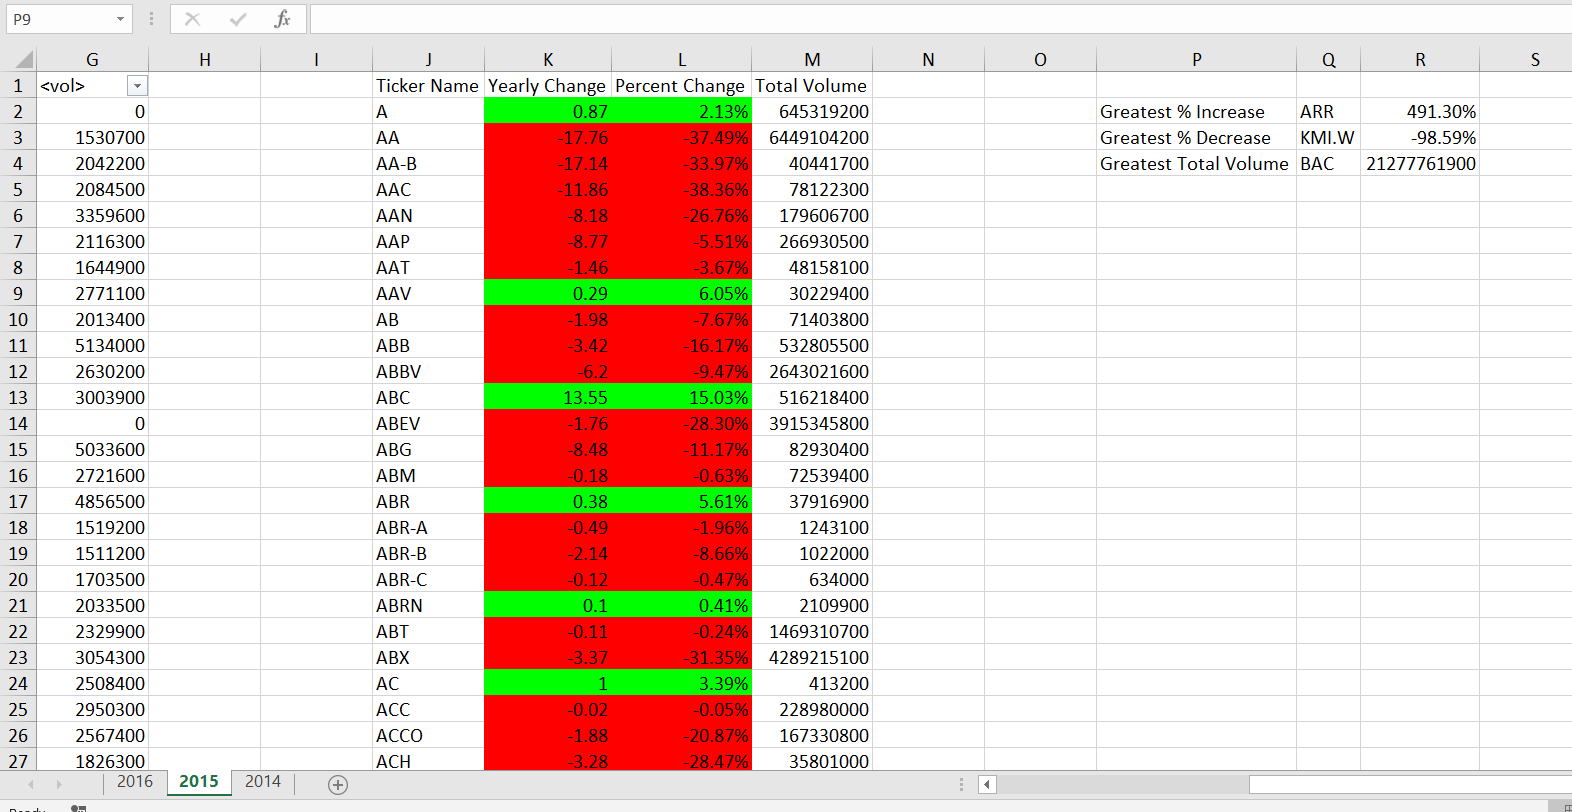 P9 fx
G H I J K L M N O P Q R S
1 <vol> Ticker Name Yearly Change Percent Change Total Volume
2 0 A 0.87 2.13% 645319200 Greatest % Increase ARR 491.30%
3 1530700 AA -17.76 -37.49% 6449104200 Greatest % Decrease KMI.W -98.59%
4 2042200 AA-B -17.14 -33.97% 40441700 Greatest Total Volume BAC 21277761900
5 2084500 AAC -11.86 -38.36% 78122300
6 3359600 AAN -8.18 -26.76% 179606700
7 2116300 AAP -8.77 -5.51% 266930500
8 1644900 AAT -1.46 -3.67% 48158100
9 2771100 AAV 0.29 6.05% 30229400
10 2013400 AB -1.98 -7.67% 71403800
11 5134000 ABB -3.42 -16.17% 532805500
12 2630200 ABBV -6.2 -9.47% 2643021600
13 3003900 ABC 13.55 15.03% 516218400
14 0 ABEV -1.76 -28.30% 3915345800
15 5033600 ABG -8.48 -11.17% 82930400
16 2721600 ABM -0.18 -0.63% 72539400
17 4856500 ABR 0.38 5.61% 37916900
18 1519200 ABR-A -0.49 -1.96% 1243100
19 1511200 ABR-B -2.14 -8.66% 1022000
20 1703500 ABR-C -0.12 -0.47% 634000
21 2033500 ABRN 0.1 0.41% 2109900
22 2329900 ABT -0.11 -0.24% 1469310700
23 3054300 ABX -3.37 -31.35% 4289215100
24 2508400 AC 1 3.39% 413200
25 2950300 ACC -0.02 -0.05% 228980000
26 2567400 ACCO -1.88 -20.87% 167330800
27 1826300 ACH -3.28 -28.47% 35801000
2016 2015 2014